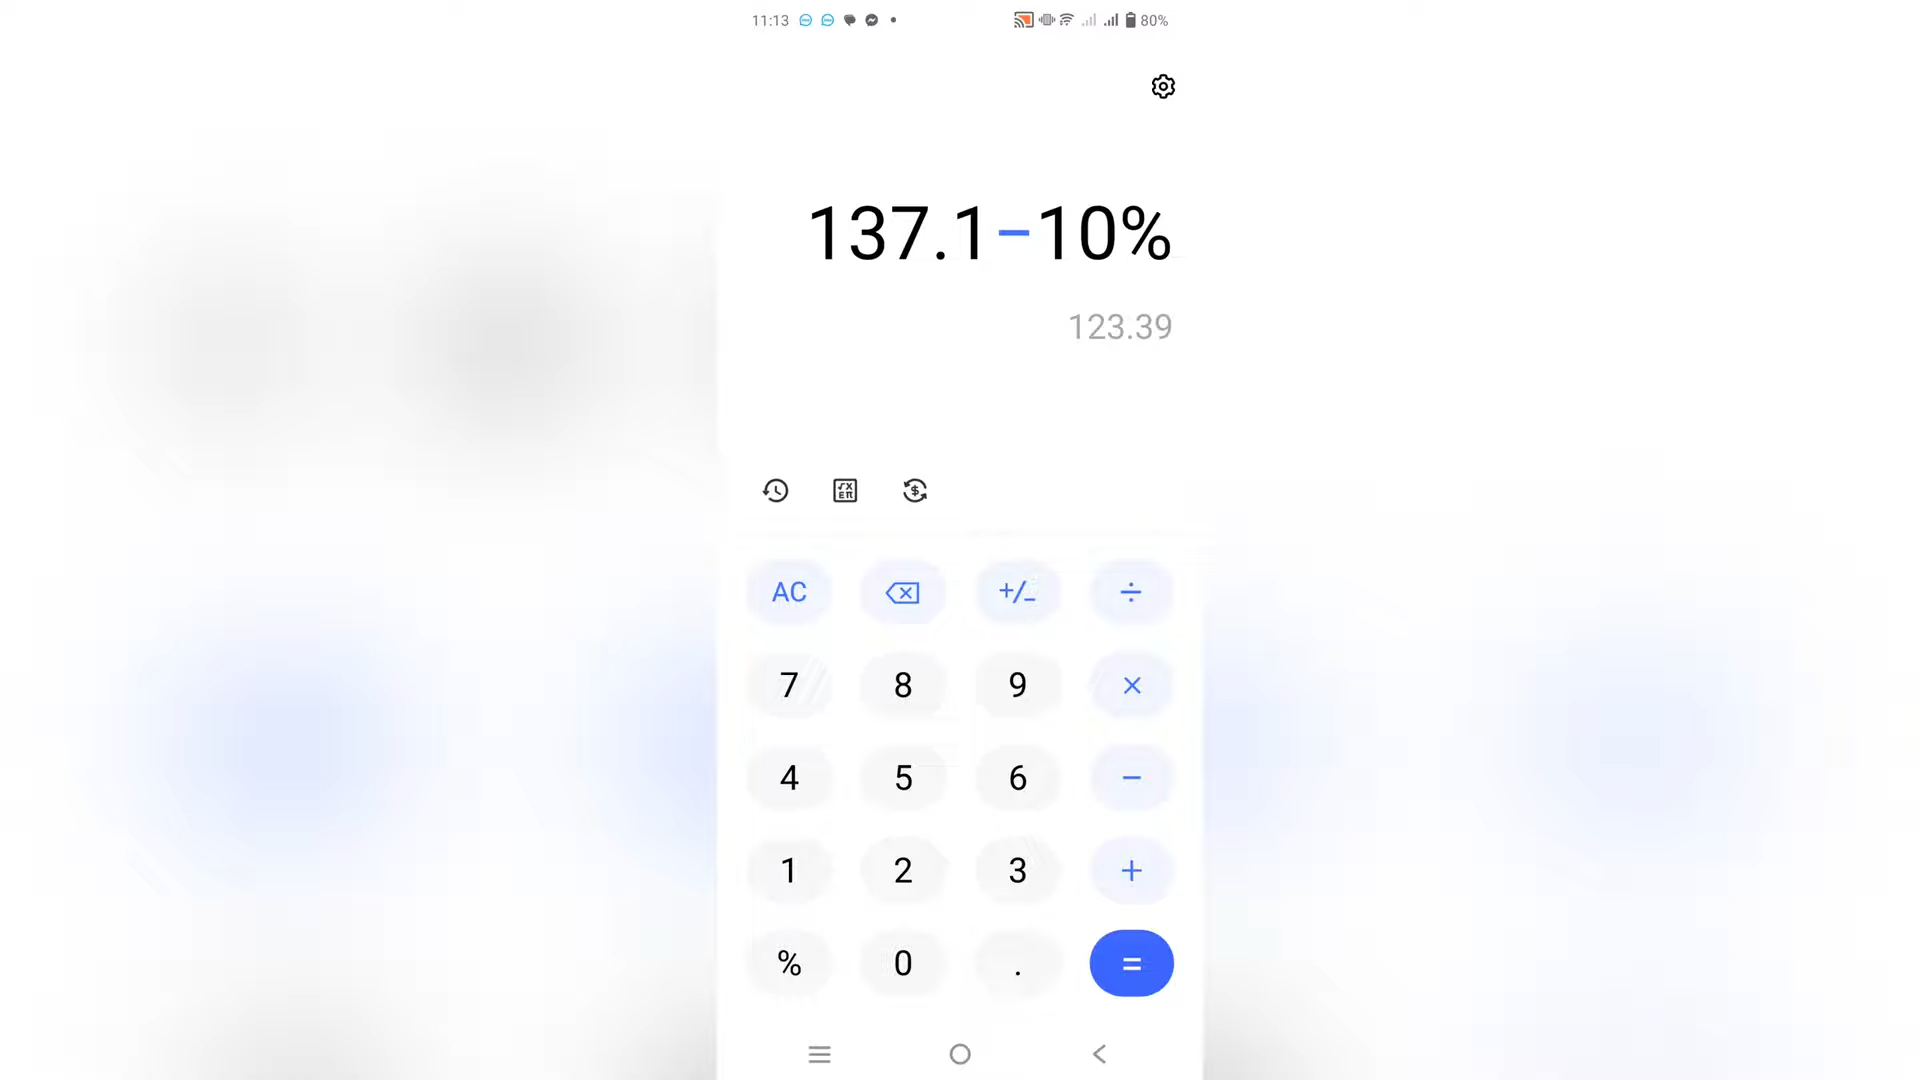 11:13 80%
137.1−10%
123.39
√X
Eπ
$
AC +/− ÷
7 8 9 ×
4 5 6 −
1 2 3 +
% 0 . =